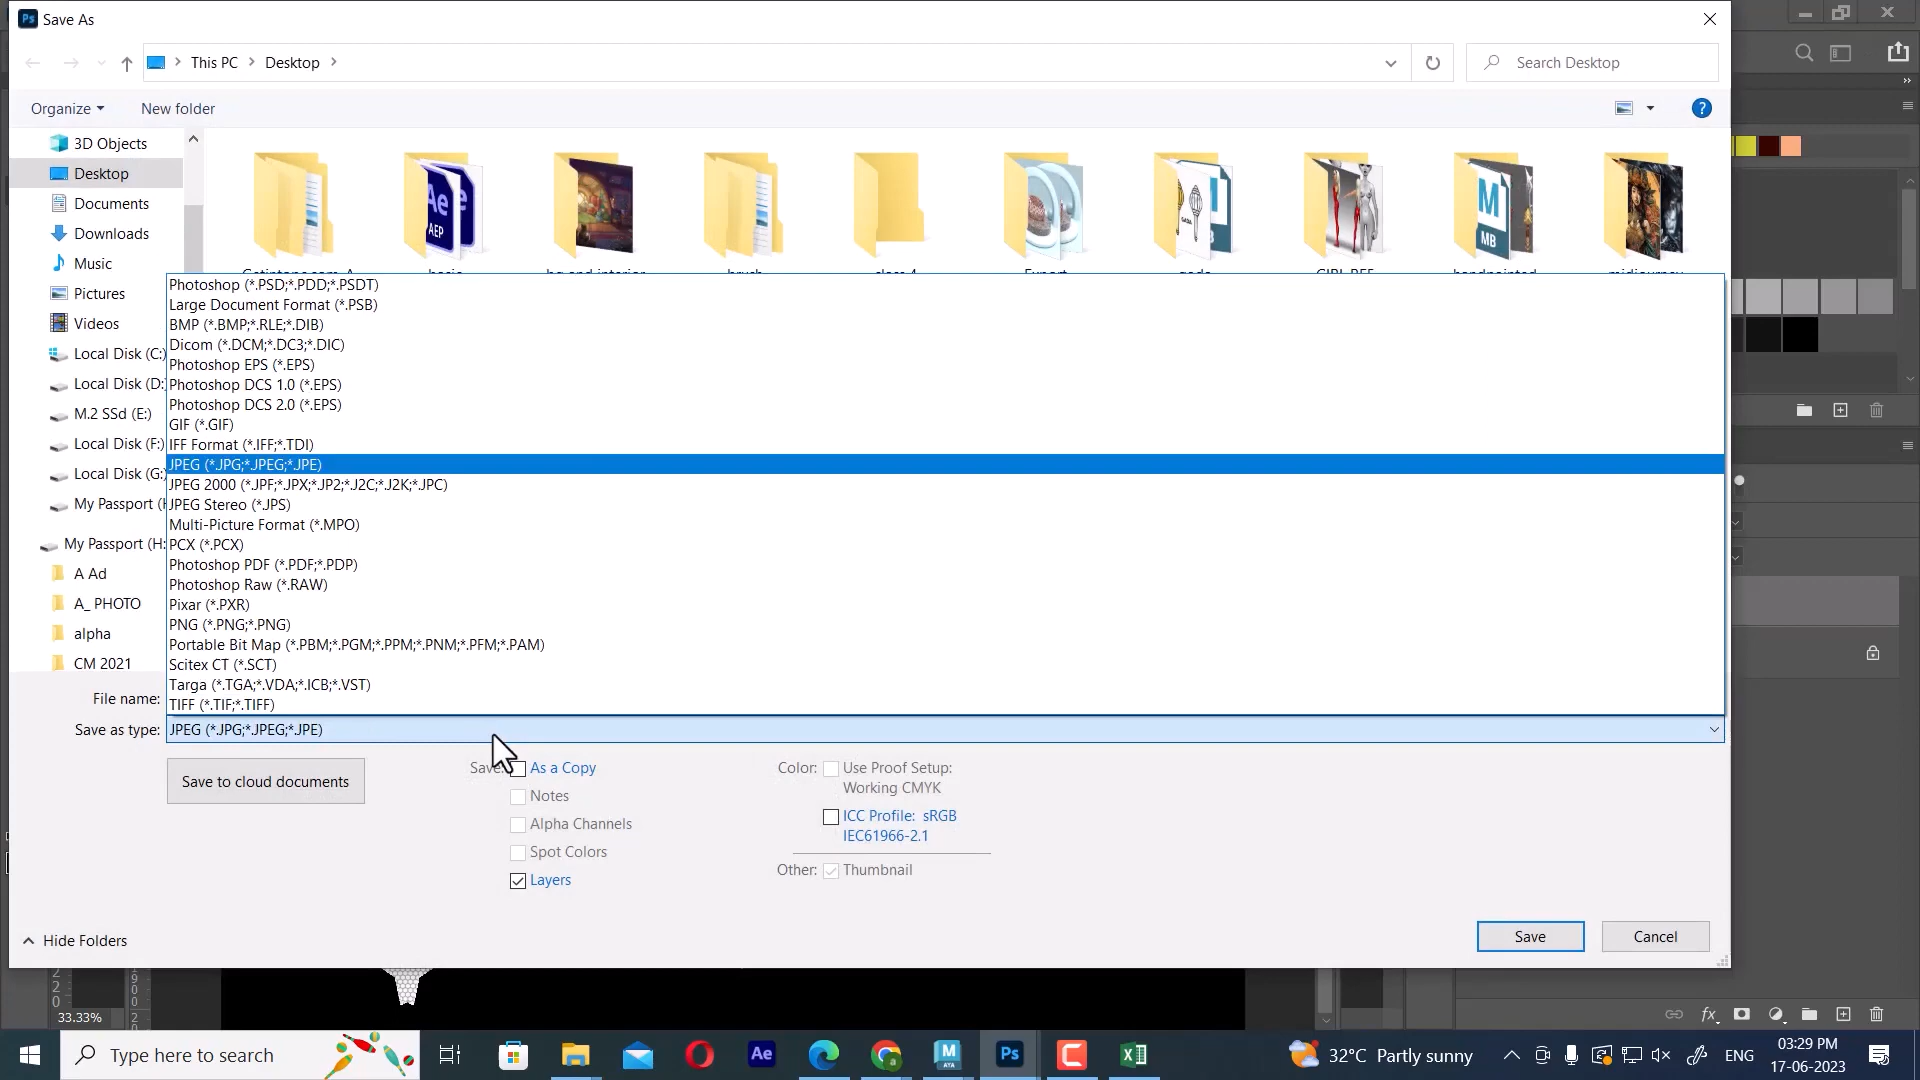 Ps Save As
This PC > Desktop >
Search Desktop
Organize
New folder
3D Objects
Desktop
Documents
Downloads
Music
Pictures
Videos
Local Disk (C:)
Local Disk (D:
M.2 SSd (E:)
Local Disk (F:)
Local Disk (G:)
My Passport (H
My Passport (H:
A Ad
A_ PHOTO
alpha
CM 2021
Ae
AEP
MB
Photoshop (*.PSD;*.PDD;*.PSDT)
Large Document Format (*.PSB)
BMP (*.BMP;*.RLE;*.DIB)
Dicom (*.DCM;*.DC3;*.DIC)
Photoshop EPS (*.EPS)
Photoshop DCS 1.0 (*.EPS)
Photoshop DCS 2.0 (*.EPS)
GIF (*.GIF)
IFF Format (*.IFF;*.TDI)
JPEG (*.JPG;*.JPEG;*.JPE)
JPEG 2000 (*.JPF;*.JPX;*.JP2;*.J2C;*.J2K;*.JPC)
JPEG Stereo (*.JPS)
Multi-Picture Format (*.MPO)
PCX (*.PCX)
Photoshop PDF (*.PDF;*.PDP)
Photoshop Raw (*.RAW)
Pixar (*.PXR)
PNG (*.PNG;*.PNG)
Portable Bit Map (*.PBM;*.PGM;*.PPM;*.PNM;*.PFM;*.PAM)
Scitex CT (*.SCT)
Targa (*.TGA;*.VDA;*.ICB;*.VST)
TIFF (*.TIF;*.TIFF)
File name:
Save as type: JPEG (*.JPG;*.JPEG;*.JPE)
Save to cloud documents
Save: As a Copy
Notes
Alpha Channels
Spot Colors
Layers
Color: Use Proof Setup:
Working CMYK
ICC Profile: sRGB
IEC61966-2.1
Other: Thumbnail
Hide Folders
Save
Cancel
33.33%
fx
Type here to search
Ae
Ps
32°C Partly sunny
ENG
03:29 PM
17-06-2023